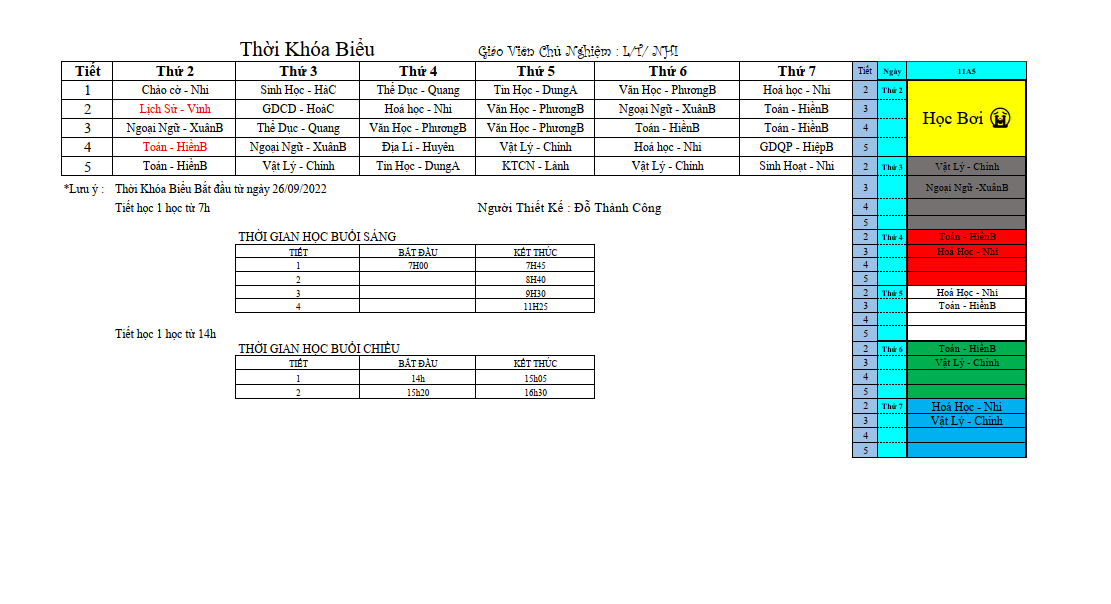 Thời Khóa Biểu Giáo Viên Chủ Nghiệm : L/T/ NHI
Tiết Thứ 2 Thứ 3 Thứ 4 Thứ 5 Thứ 6 Thứ 7
1 Chào cờ - Nhi Sinh Học - HàC Thể Dục - Quang Tin Học - DungA Văn Học - PhươngB Hoá học - Nhi
2 Lịch Sử - Vinh GDCD - HoàC Hoá học - Nhi Văn Học - PhươngB Ngoại Ngữ - XuânB Toán - HiềnB
3 Ngoại Ngữ - XuânB Thể Dục - Quang Văn Học - PhươngB Văn Học - PhươngB Toán - HiềnB Toán - HiềnB
4 Toán - HiềnB Ngoại Ngữ - XuânB Địa Lí - Huyên Vật Lý - Chinh Hoá học - Nhi GDQP - HiệpB
5 Toán - HiềnB Vật Lý - Chinh Tin Học - DungA KTCN - Lành Vật Lý - Chinh Sinh Hoạt - Nhi
*Lưu ý : Thời Khóa Biểu Bắt đầu từ ngày 26/09/2022
Tiết học 1 học từ 7h Người Thiết Kế : Đỗ Thành Công
THỜI GIAN HỌC BUỔI SÁNG
TIẾT BẮT ĐẦU KẾT THÚC
1 7H00 7H45
2 8H40
3 9H30
4 11H25
Tiết học 1 học từ 14h
THỜI GIAN HỌC BUỔI CHIỀU
TIẾT BẮT ĐẦU KẾT THÚC
1 14h 15h05
2 15h20 16h30
Tiết Ngày 11A5
2 Thứ 2 Học Bơi 😭
3
4
5
2 Thứ 3 Vật Lý - Chinh
3 Ngoại Ngữ -XuânB
4
5
2 Thứ 4 Toán - HiềnB
3 Hoá Học - Nhi
4
5
2 Thứ 5 Hoá Học - Nhi
3 Toán - HiềnB
4
5
2 Thứ 6 Toán - HiềnB
3 Vật Lý - Chinh
4
5
2 Thứ 7 Hoá Học - Nhi
3 Vật Lý - Chinh
4
5